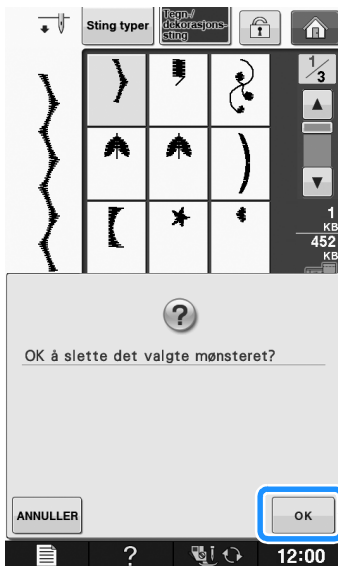 Sting typer
Tegn-/
dekorasjons-
sting
1/3
1
KB
452
KB
OK å slette det valgte mønsteret?
ANNULLER
OK
12:00